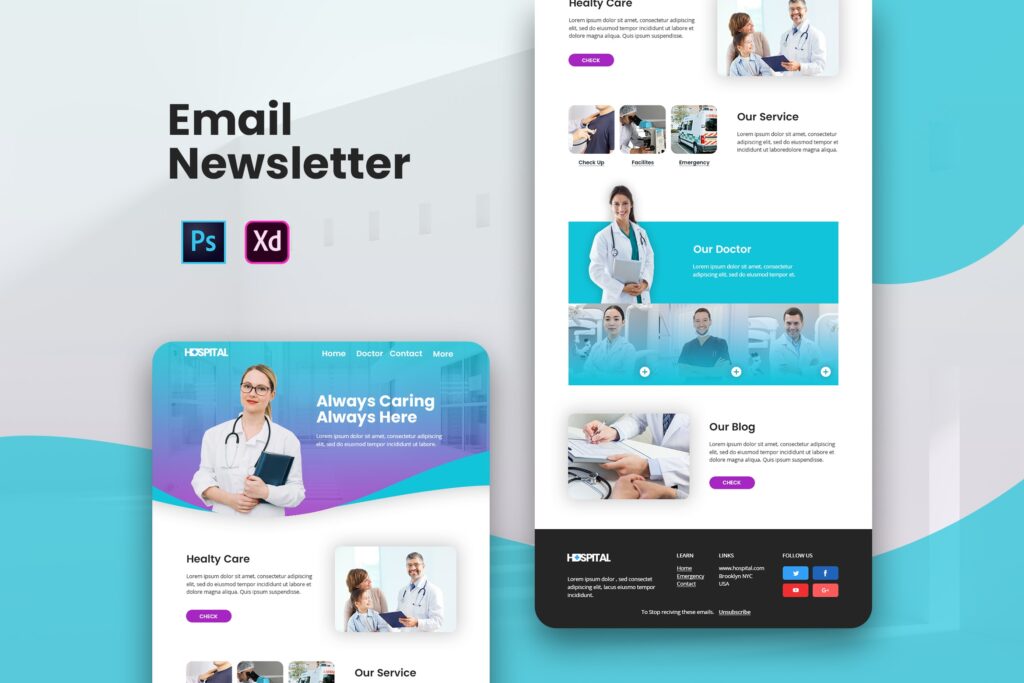 Email
Newsletter
Ps
Xd
HOSPITAL
Home
Doctor
Contact
More
Always Caring
Always Here
Lorem ipsum dolor sit amet, consectetur adipiscing
elit, sed do eiusmod tempor incididunt ut labore.
Healty Care
Lorem ipsum dolor sit amet, consectetur adipiscing
elit, sed do eiusmod tempor incididunt ut labore et
dolore magna aliqua. Quis ipsum suspendisse.
CHECK
Our Service
Healty Care
Lorem ipsum dolor sit amet, consectetur adipiscing
elit, sed do eiusmod tempor incididunt ut labore et
dolore magna aliqua. Quis ipsum suspendisse.
CHECK
Check Up
Facilites
Emergency
Our Service
Lorem ipsum dolor sit amet, consectetur
adipiscing elit, sed do eiusmod tempor
incididunt ut laboredolore magna aliqua.
Our Doctor
Lorem ipsum dolor sit amet, consectetur
adipiscing elit, sed do eiusmod tempor et.
Our Blog
Lorem ipsum dolor sit amet, consectetur adipiscing
elit, sed do eiusmod tempor incididunt ut labore et
dolore magna aliqua. Quis ipsum suspendisse.
CHECK
HOSPITAL
Lorem ipsum dolor , sed consectet
adipiscing elit, lacus eiusmo tempor
incididunt.
LEARN
Home
Emergency
Contact
LINKS
www.hospital.com
Brooklyn NYC
USA
FOLLOW US
f
G+
To Stop reciving these emails.
Unsubscribe